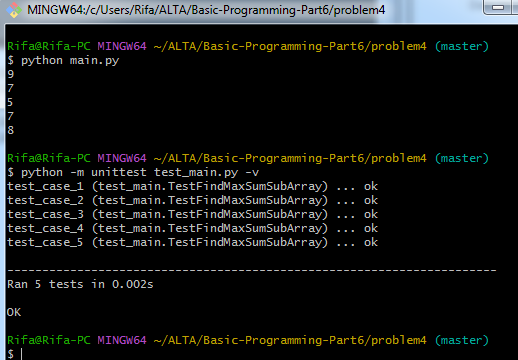 MINGW64:/c/Users/Rifa/ALTA/Basic-Programming-Part6/problem4
Rifa@Rifa-PC MINGW64 ~/ALTA/Basic-Programming-Part6/problem4 (master)
$ python main.py
9
7
5
7
8
Rifa@Rifa-PC MINGW64 ~/ALTA/Basic-Programming-Part6/problem4 (master)
$ python -m unittest test_main.py -v
test_case_1 (test_main.TestFindMaxSumSubArray) ... ok
test_case_2 (test_main.TestFindMaxSumSubArray) ... ok
test_case_3 (test_main.TestFindMaxSumSubArray) ... ok
test_case_4 (test_main.TestFindMaxSumSubArray) ... ok
test_case_5 (test_main.TestFindMaxSumSubArray) ... ok
----------------------------------------------------------------------
Ran 5 tests in 0.002s
OK
Rifa@Rifa-PC MINGW64 ~/ALTA/Basic-Programming-Part6/problem4 (master)
$